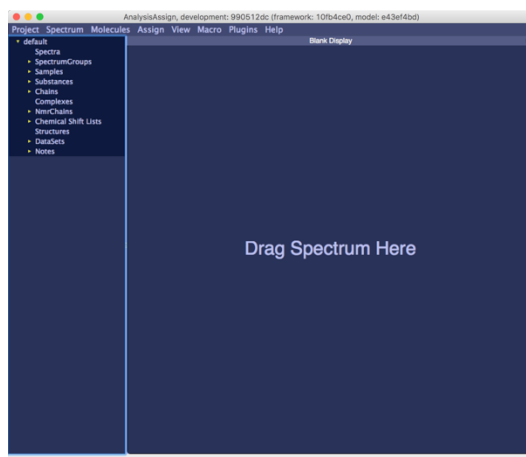 AnalysisAssign, development: 990512dc (framework: 10fb4ce0, model: e43ef4bd)
Project Spectrum Molecules Assign View Macro Plugins Help
default
Spectra
SpectrumGroups
Samples
Substances
Chains
Complexes
NmrChains
Chemical Shift Lists
Structures
DataSets
Notes
Blank Display
Drag Spectrum Here